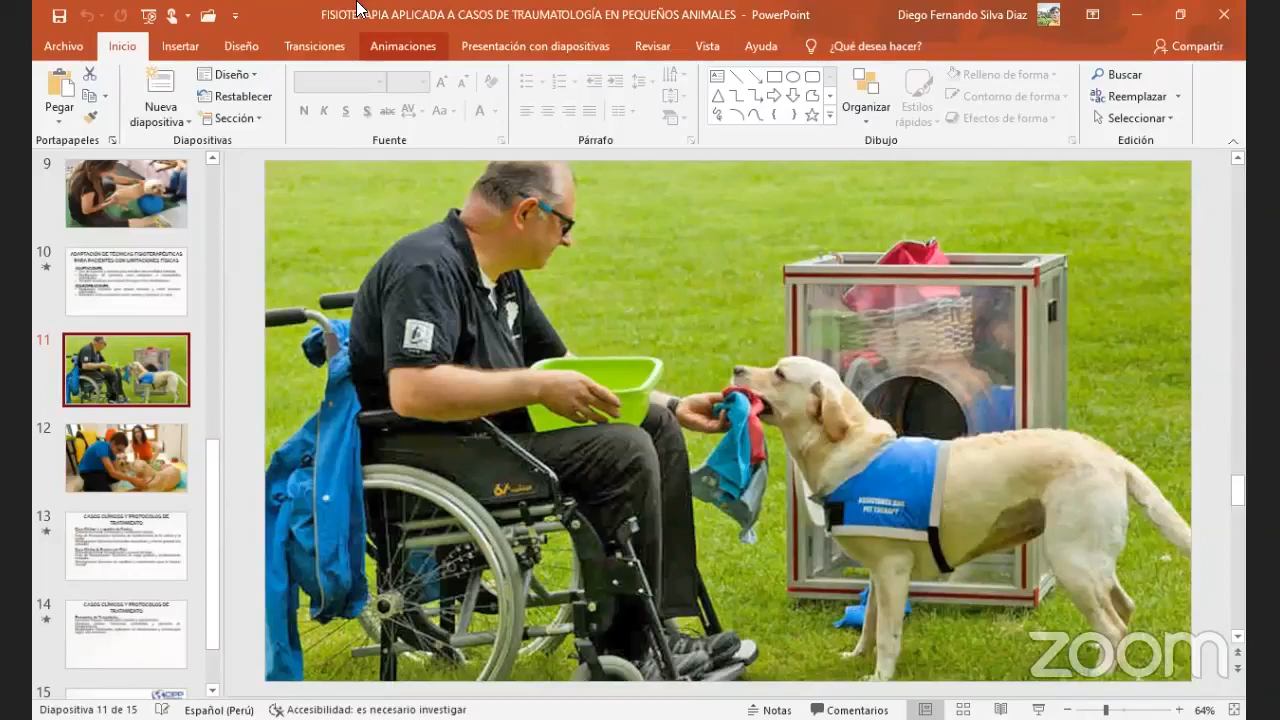 FISIOTERAPIA APLICADA A CASOS DE TRAUMATOLOGÍA EN PEQUEÑOS ANIMALES - PowerPoint
Diego Fernando Silva Diaz
Archivo Inicio Insertar Diseño Transiciones Animaciones Presentación con diapositivas Revisar Vista Ayuda ¿Qué desea hacer? Compartir
Pegar
Nueva diapositiva
Diseño
Restablecer
Sección
N K S S abc AV Aa A
Organizar
Estilos rápidos
Relleno de forma
Contorno de forma
Efectos de forma
Buscar
Reemplazar
Seleccionar
Portapapeles Diapositivas Fuente Párrafo Dibujo Edición
9
10
ADAPTACIÓN DE TÉCNICAS FISIOTERAPÉUTICAS
PARA PACIENTES CON LIMITACIONES FÍSICAS
11
12
13
CASOS CLÍNICOS Y PROTOCOLOS DE
TRATAMIENTO
14
CASOS CLÍNICOS Y PROTOCOLOS DE
TRATAMIENTO
15
ASSISTANCE DOG
zoom
Diapositiva 11 de 15 Español (Perú) Accesibilidad: es necesario investigar Notas Comentarios 64%